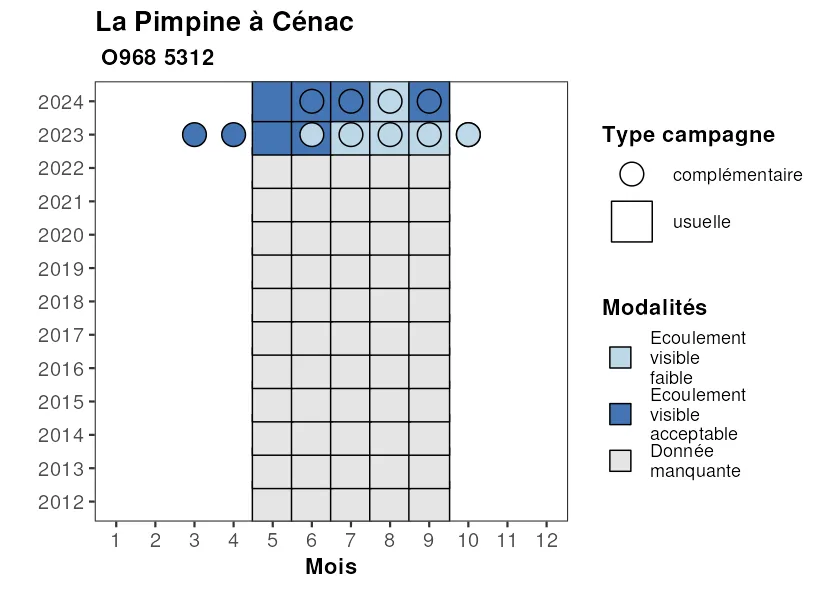 La Pimpine à Cénac
O968 5312
2024
2023
2022
2021
2020
2019
2018
2017
2016
2015
2014
2013
2012
1 2 3 4 5 6 7 8 9 10 11 12
Mois
Type campagne
complémentaire
usuelle
Modalités
Ecoulement
visible
faible
Ecoulement
visible
acceptable
Donnée
manquante